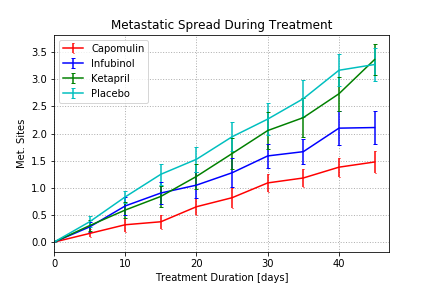 Metastatic Spread During Treatment
Capomulin
Infubinol
Ketapril
Placebo
Met. Sites
3.5
3.0
2.5
2.0
1.5
1.0
0.5
0.0
0
10
20
30
40
Treatment Duration [days]